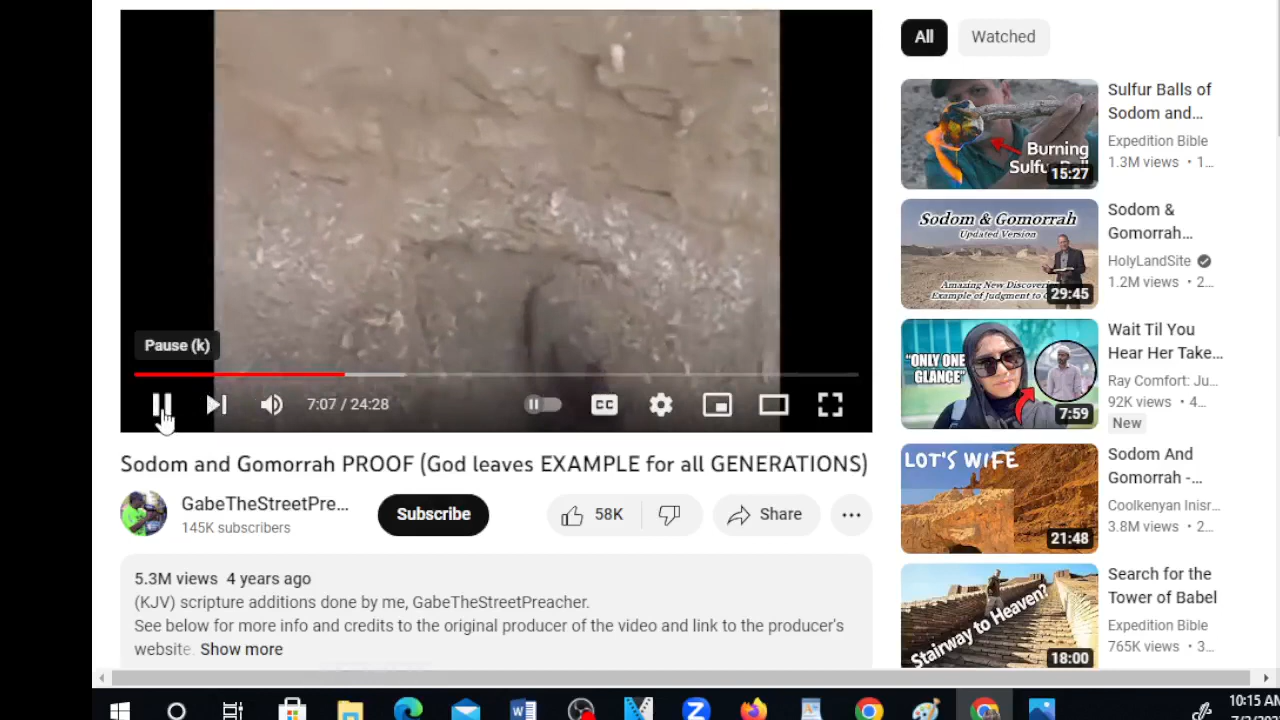 Pause (k)
7:07 / 24:28
CC
Sodom and Gomorrah PROOF (God leaves EXAMPLE for all GENERATIONS)
GabeTheStreetPre...
145K subscribers
Subscribe
58K
Share
5.3M views 4 years ago
(KJV) scripture additions done by me, GabeTheStreetPreacher.
See below for more info and credits to the original producer of the video and link to the producer's
website. Show more
All
Watched
Burning
15:27
Sulfur Balls of
Sodom and...
Expedition Bible
1.3M views • 1...
Sodom & Gomorrah
Updated Version
29:45
Sodom &
Gomorrah...
HolyLandSite
1.2M views • 2...
"ONLY ONE
GLANCE"
7:59
Wait Til You
Hear Her Take...
Ray Comfort: Ju...
92K views • 4...
New
LOT'S WIFE
21:48
Sodom And
Gomorrah -...
Coolkenyan Inisr...
3.8M views • 2...
Stairway to Heaven?
18:00
Search for the
Tower of Babel
Expedition Bible
765K views • 3...
10:15 AM